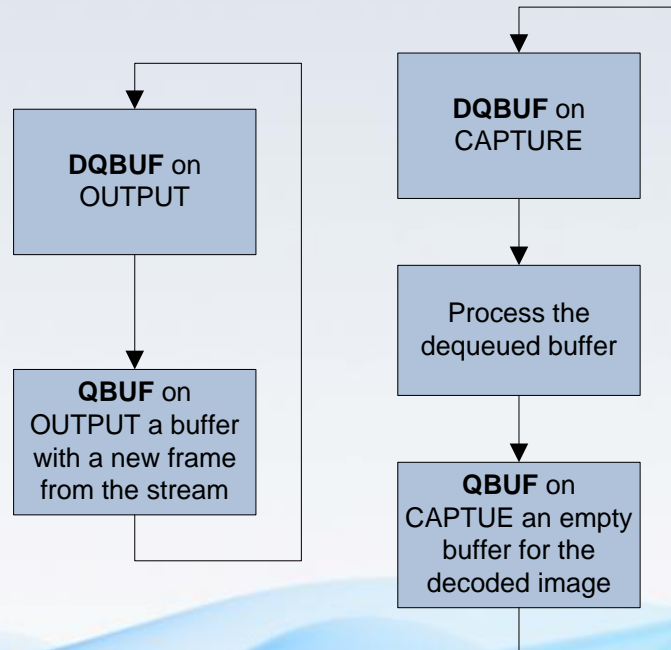 DQBUF on
OUTPUT
QBUF on
OUTPUT a buffer
with a new frame
from the stream
DQBUF on
CAPTURE
Process the
dequeued buffer
QBUF on
CAPTUE an empty
buffer for the
decoded image